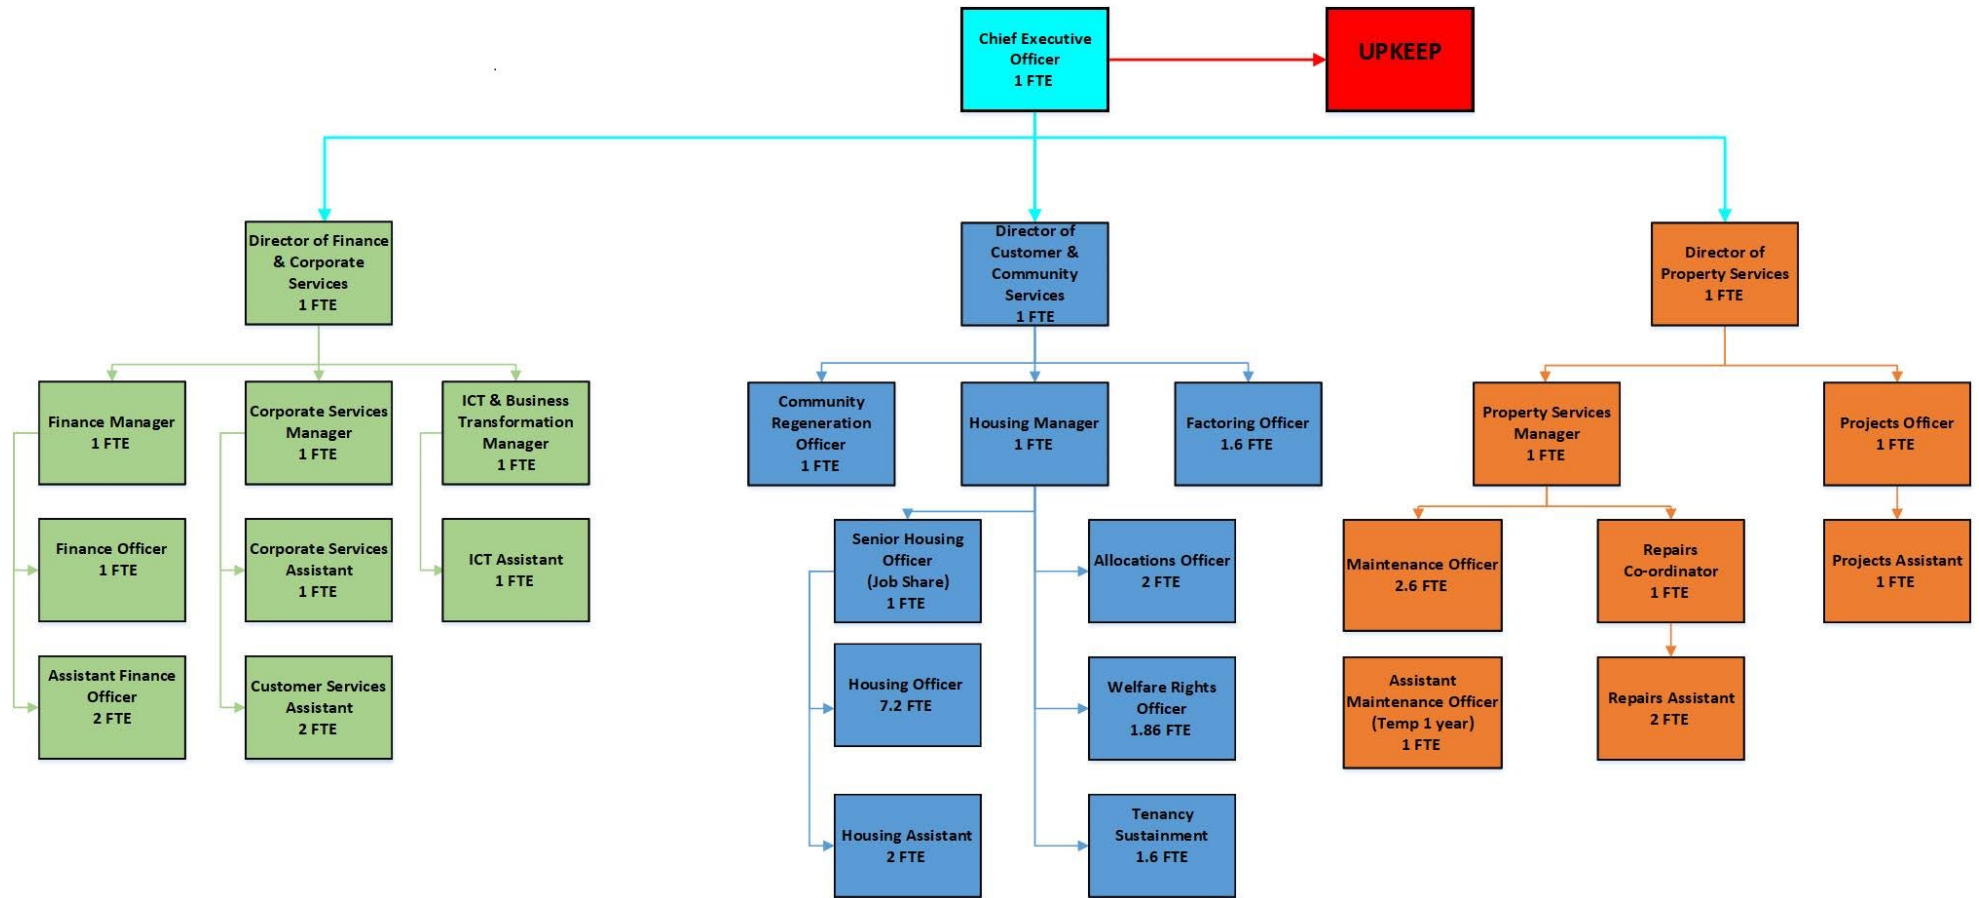 Chief Executive
Officer
1 FTE
UPKEEP
Director of Finance
& Corporate
Services
1 FTE
Director of
Customer &
Community
Services
1 FTE
Director of
Property Services
1 FTE
Finance Manager
1 FTE
Corporate Services
Manager
1 FTE
ICT & Business
Transformation
Manager
1 FTE
Community
Regeneration
Officer
1 FTE
Housing Manager
1 FTE
Factoring Officer
1.6 FTE
Property Services
Manager
1 FTE
Projects Officer
1 FTE
Finance Officer
1 FTE
Corporate Services
Assistant
1 FTE
ICT Assistant
1 FTE
Senior Housing
Officer
(Job Share)
1 FTE
Allocations Officer
2 FTE
Maintenance Officer
2.6 FTE
Repairs
Co-ordinator
1 FTE
Projects Assistant
1 FTE
Assistant Finance
Officer
2 FTE
Customer Services
Assistant
2 FTE
Housing Officer
7.2 FTE
Welfare Rights
Officer
1.86 FTE
Assistant
Maintenance Officer
(Temp 1 year)
1 FTE
Repairs Assistant
2 FTE
Housing Assistant
2 FTE
Tenancy
Sustainment
1.6 FTE